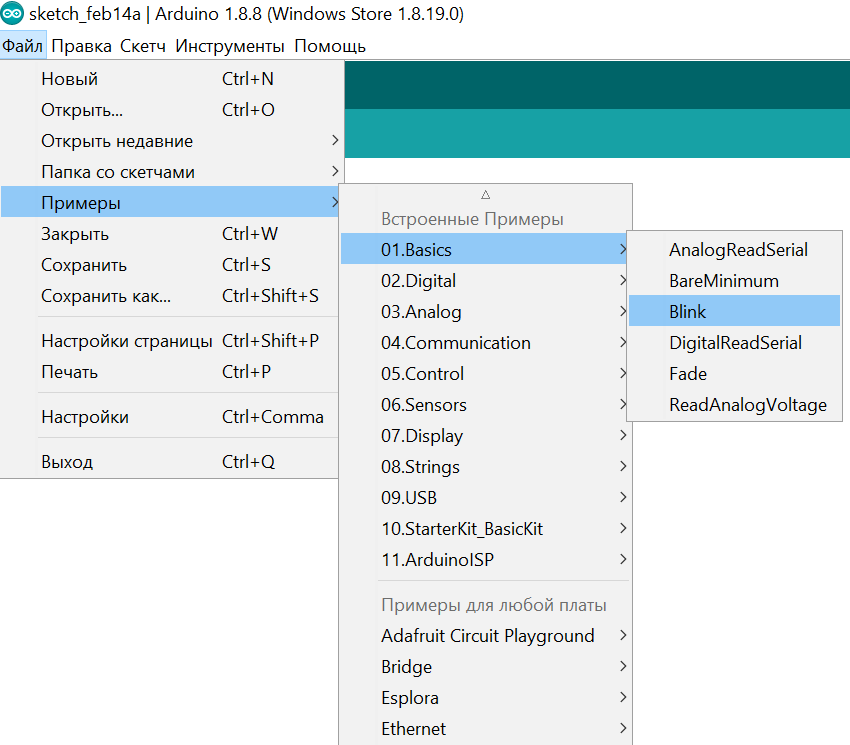 sketch_feb14a | Arduino 1.8.8 (Windows Store 1.8.19.0)
Файл Правка Скетч Инструменты Помощь
Новый Ctrl+N
Открыть... Ctrl+O
Открыть недавние
Папка со скетчами
Примеры
Закрыть Ctrl+W
Сохранить Ctrl+S
Сохранить как... Ctrl+Shift+S
Настройки страницы Ctrl+Shift+P
Печать Ctrl+P
Настройки Ctrl+Comma
Выход Ctrl+Q
Встроенные Примеры
01.Basics
02.Digital
03.Analog
04.Communication
05.Control
06.Sensors
07.Display
08.Strings
09.USB
10.StarterKit_BasicKit
11.ArduinoISP
Примеры для любой платы
Adafruit Circuit Playground
Bridge
Esplora
Ethernet
AnalogReadSerial
BareMinimum
Blink
DigitalReadSerial
Fade
ReadAnalogVoltage